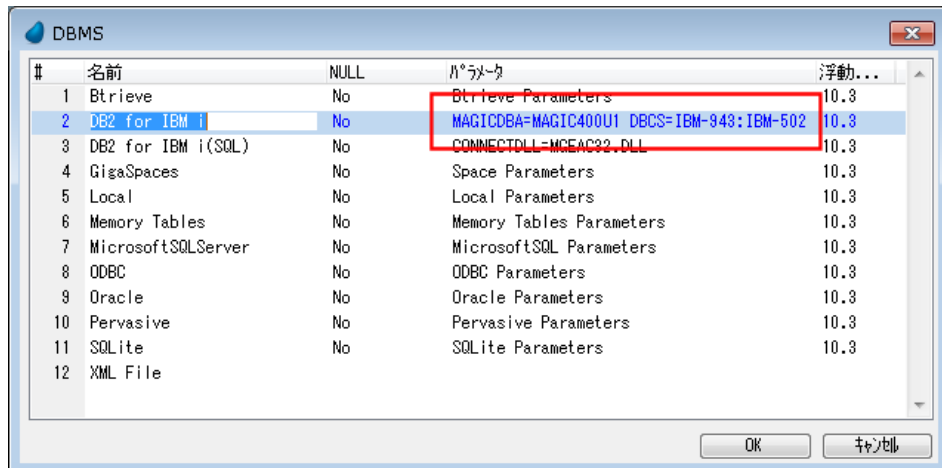 DBMS
# 名前 NULL パラメータ 浮動...
1 Btrieve No Btrieve Parameters 10.3
2 DB2 for IBM i No MAGICDBA=MAGIC400U1 DBCS=IBM-943:IBM-502 10.3
3 DB2 for IBM i(SQL) No CONNECTDLL=MGEAC32.DLL 10.3
4 GigaSpaces No Space Parameters 10.3
5 Local No Local Parameters 10.3
6 Memory Tables No Memory Tables Parameters 10.3
7 MicrosoftSQLServer No MicrosoftSQL Parameters 10.3
8 ODBC No ODBC Parameters 10.3
9 Oracle No Oracle Parameters 10.3
10 Pervasive No Pervasive Parameters 10.3
11 SQLite No SQLite Parameters 10.3
12 XML File
OK キャンセル